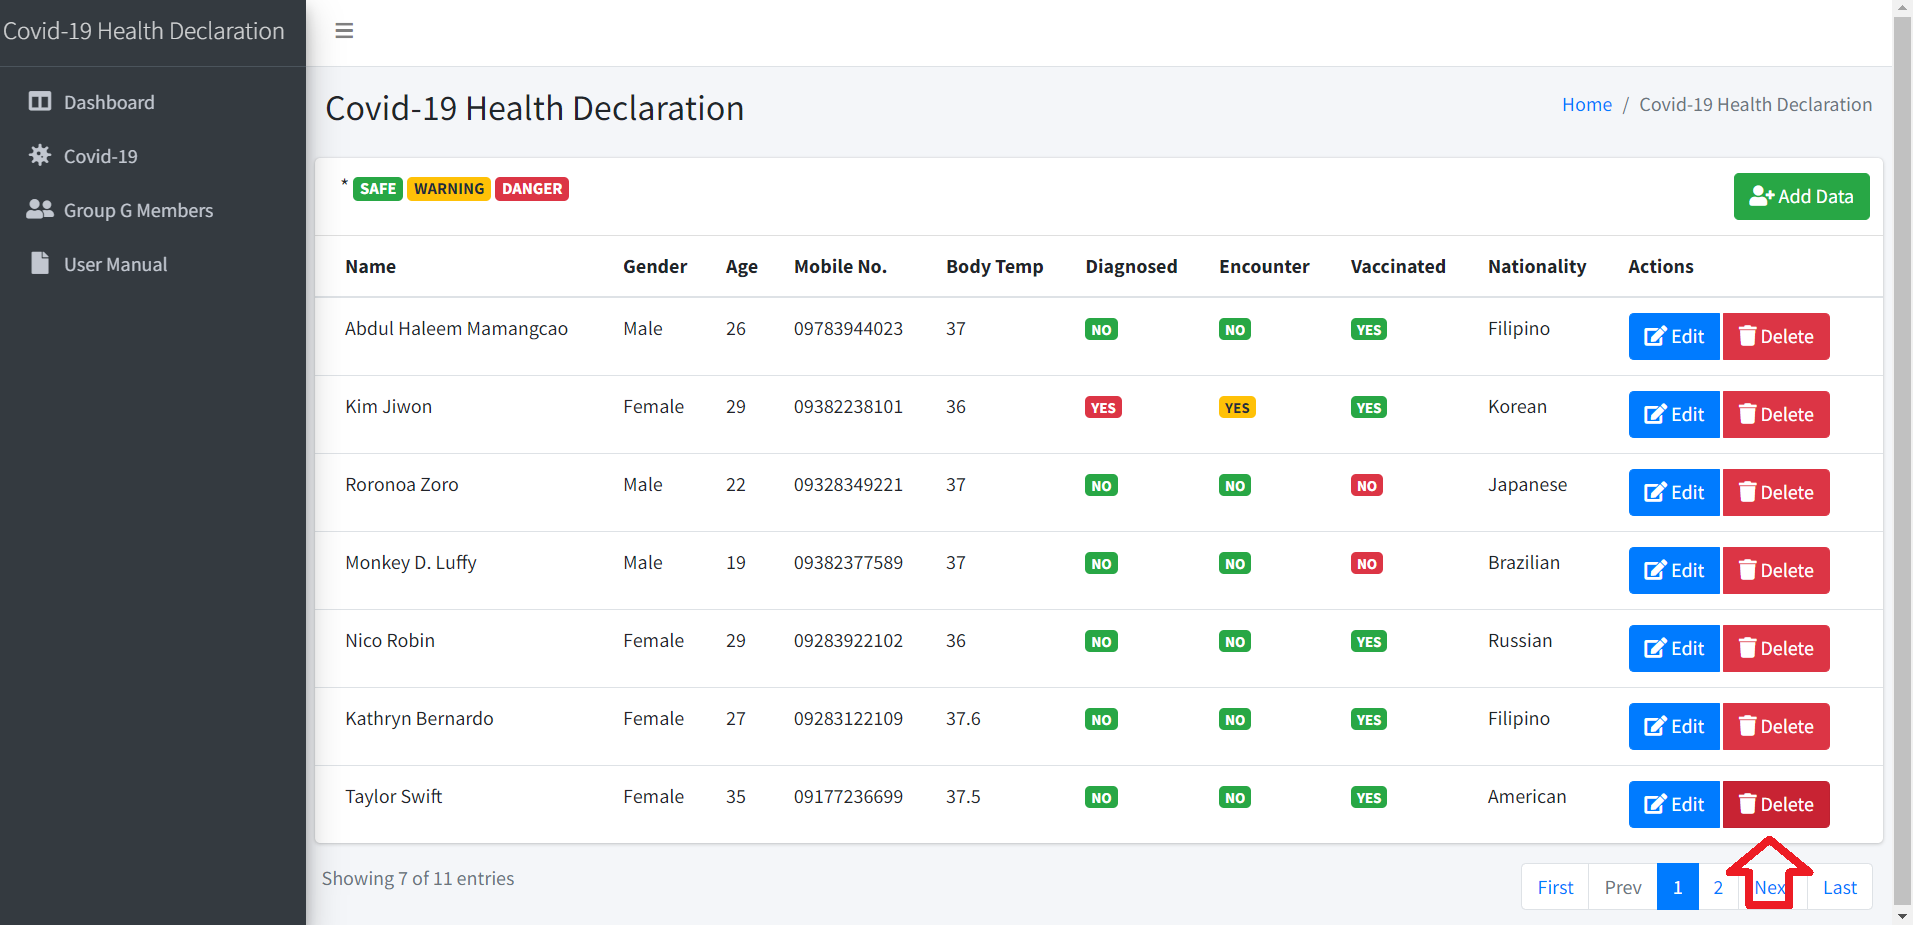 Covid-19 Health Declaration
Dashboard
Covid-19
Group G Members
User Manual
Covid-19 Health Declaration
Home / Covid-19 Health Declaration
* SAFE WARNING DANGER
Add Data
Name Gender Age Mobile No. Body Temp Diagnosed Encounter Vaccinated Nationality Actions
Abdul Haleem Mamangcao Male 26 09783944023 37 NO NO YES Filipino Edit Delete
Kim Jiwon Female 29 09382238101 36 YES YES YES Korean Edit Delete
Roronoa Zoro Male 22 09328349221 37 NO NO NO Japanese Edit Delete
Monkey D. Luffy Male 19 09382377589 37 NO NO NO Brazilian Edit Delete
Nico Robin Female 29 09283922102 36 NO NO YES Russian Edit Delete
Kathryn Bernardo Female 27 09283122109 37.6 NO NO YES Filipino Edit Delete
Taylor Swift Female 35 09177236699 37.5 NO NO YES American Edit Delete
Showing 7 of 11 entries
First Prev 1 2 Nex Last